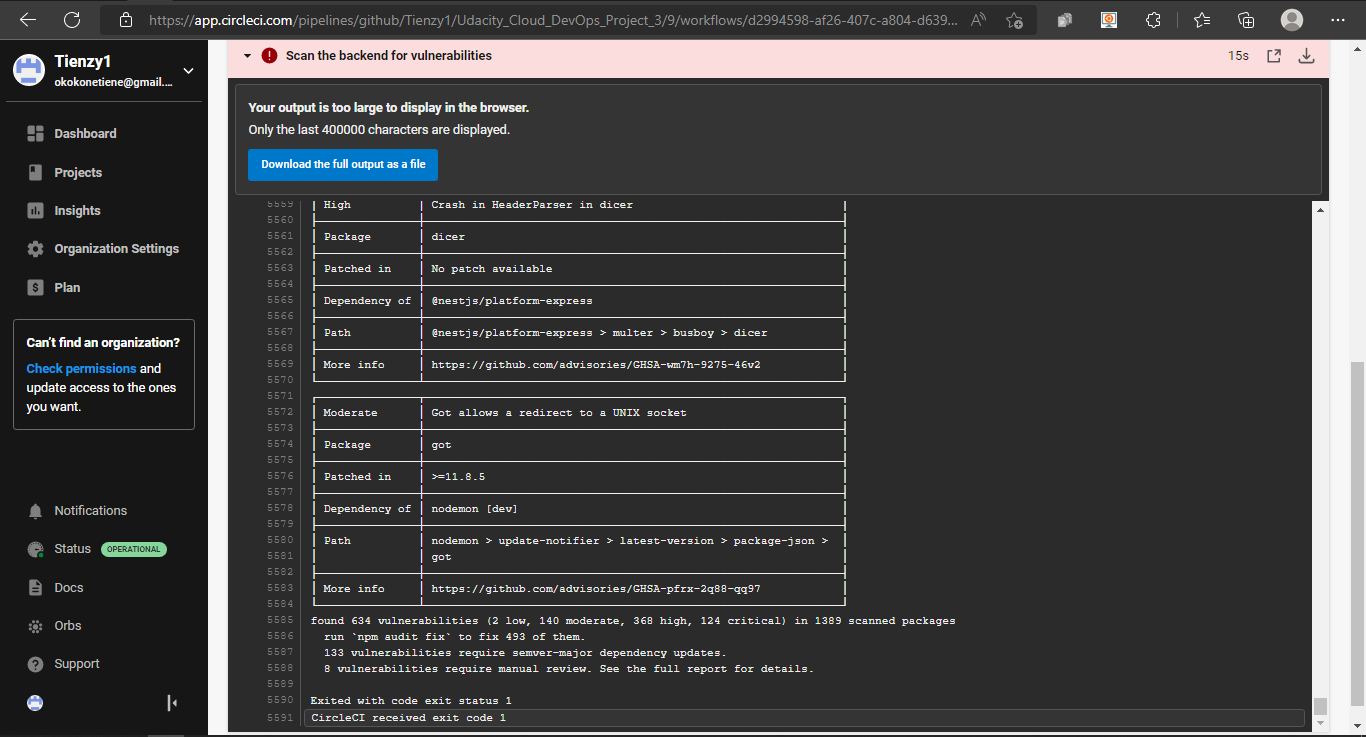 https://app.circleci.com/pipelines/github/Tienzy1/Udacity_Cloud_DevOps_Project_3/9/workflows/d2994598-af26-407c-a804-d639...
Tienzy1
okokonetiene@gmail....
Dashboard
Projects
Insights
Organization Settings
Plan
Can't find an organization?
Check permissions and
update access to the ones
you want.
Notifications
Status OPERATIONAL
Docs
Orbs
Support
Scan the backend for vulnerabilities 15s
Your output is too large to display in the browser.
Only the last 400000 characters are displayed.
Download the full output as a file
5559 High Crash in HeaderParser in dicer
5560
5561 Package dicer
5562
5563 Patched in No patch available
5564
5565 Dependency of @nestjs/platform-express
5566
5567 Path @nestjs/platform-express > multer > busboy > dicer
5568
5569 More info https://github.com/advisories/GHSA-wm7h-9275-46v2
5570
5571
5572 Moderate Got allows a redirect to a UNIX socket
5573
5574 Package got
5575
5576 Patched in >=11.8.5
5577
5578 Dependency of nodemon [dev]
5579
5580 Path nodemon > update-notifier > latest-version > package-json >
5581 got
5582
5583 More info https://github.com/advisories/GHSA-pfrx-2q88-qq97
5584
5585 found 634 vulnerabilities (2 low, 140 moderate, 368 high, 124 critical) in 1389 scanned packages
5586 run `npm audit fix` to fix 493 of them.
5587 133 vulnerabilities require semver-major dependency updates.
5588 8 vulnerabilities require manual review. See the full report for details.
5589
5590 Exited with code exit status 1
5591 CircleCI received exit code 1